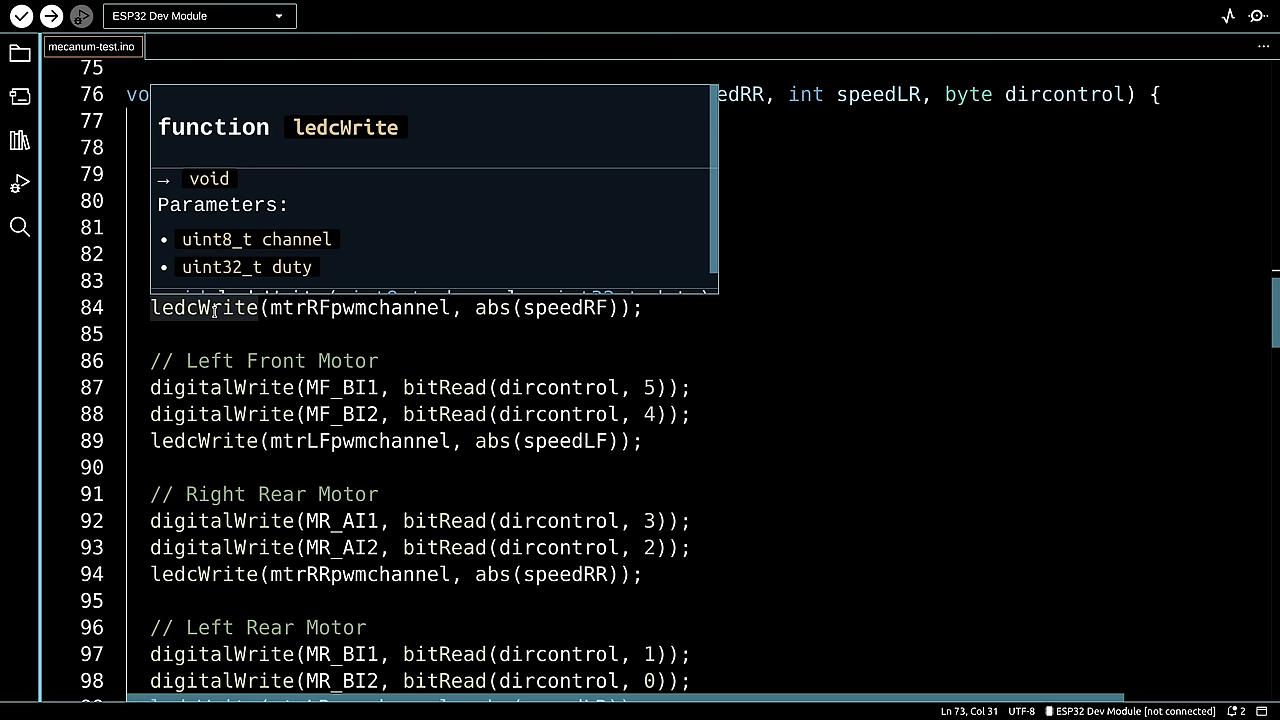 ESP32 Dev Module
mecanum-test.ino
75
76 vo edRR, int speedLR, byte dircontrol) {
77
function ledcWrite
78
79
→ void
80 Parameters:
81
• uint8_t channel
82
• uint32_t duty
83
84 ledcWrite(mtrRFpwmchannel, abs(speedRF));
85
86 // Left Front Motor
87 digitalWrite(MF_BI1, bitRead(dircontrol, 5));
88 digitalWrite(MF_BI2, bitRead(dircontrol, 4));
89 ledcWrite(mtrLFpwmchannel, abs(speedLF));
90
91 // Right Rear Motor
92 digitalWrite(MR_AI1, bitRead(dircontrol, 3));
93 digitalWrite(MR_AI2, bitRead(dircontrol, 2));
94 ledcWrite(mtrRRpwmchannel, abs(speedRR));
95
96 // Left Rear Motor
97 digitalWrite(MR_BI1, bitRead(dircontrol, 1));
98 digitalWrite(MR_BI2, bitRead(dircontrol, 0));
Ln 73, Col 31 UTF-8 ESP32 Dev Module [not connected] 2